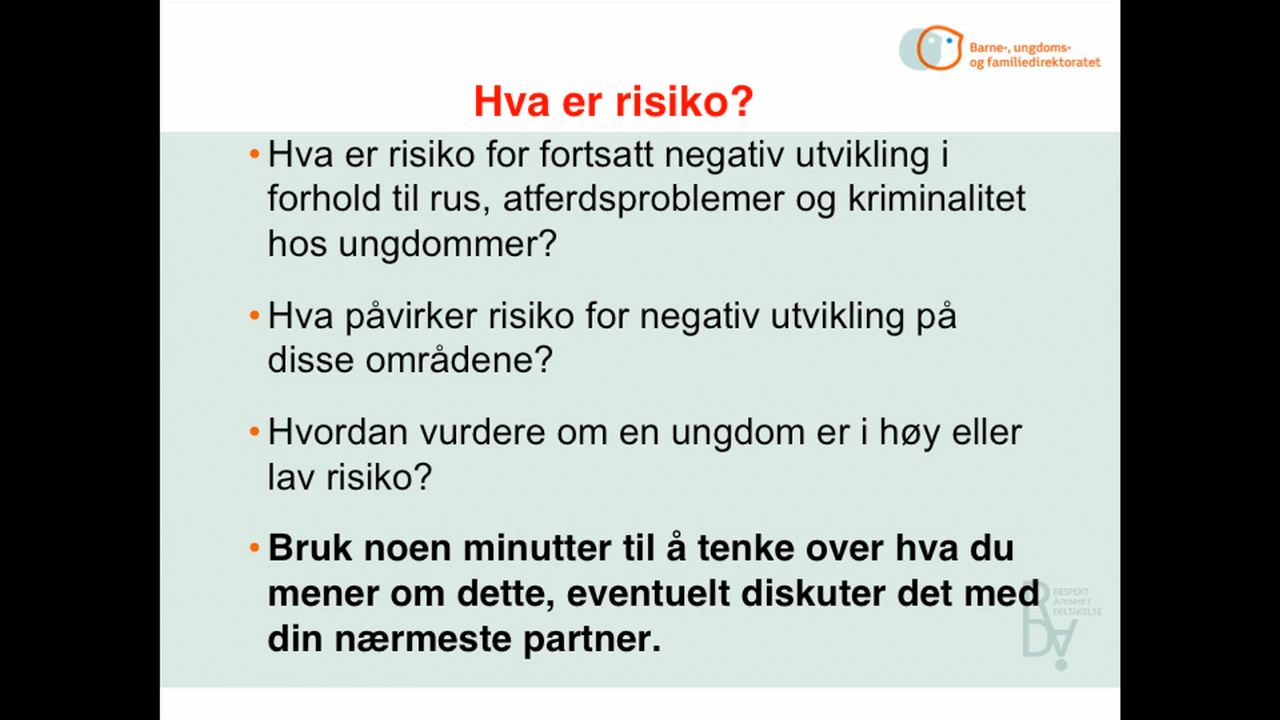 Barne-, ungdoms-
og familiedirektoratet
Hva er risiko?
•Hva er risiko for fortsatt negativ utvikling i
forhold til rus, atferdsproblemer og kriminalitet
hos ungdommer?
•Hva påvirker risiko for negativ utvikling på
disse områdene?
•Hvordan vurdere om en ungdom er i høy eller
lav risiko?
•Bruk noen minutter til å tenke over hva du
mener om dette, eventuelt diskuter det med
din nærmeste partner.
RESPEKT
ÅPENHET
DELTAKELSE